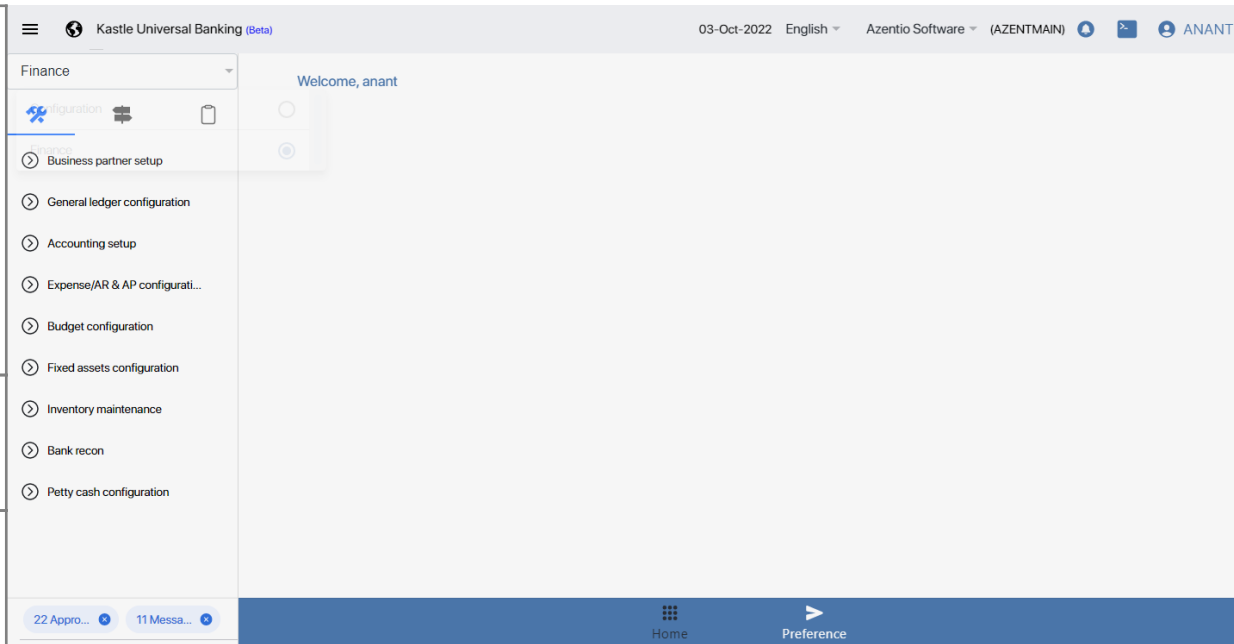 Kastle Universal Banking (Beta)
03-Oct-2022 English Azentio Software (AZENTMAIN) ANANT
Finance
Welcome, anant
Configuration
Finance
Business partner setup
General ledger configuration
Accounting setup
Expense/AR & AP configurati...
Budget configuration
Fixed assets configuration
Inventory maintenance
Bank recon
Petty cash configuration
22 Appro... 11 Messa...
Home Preference